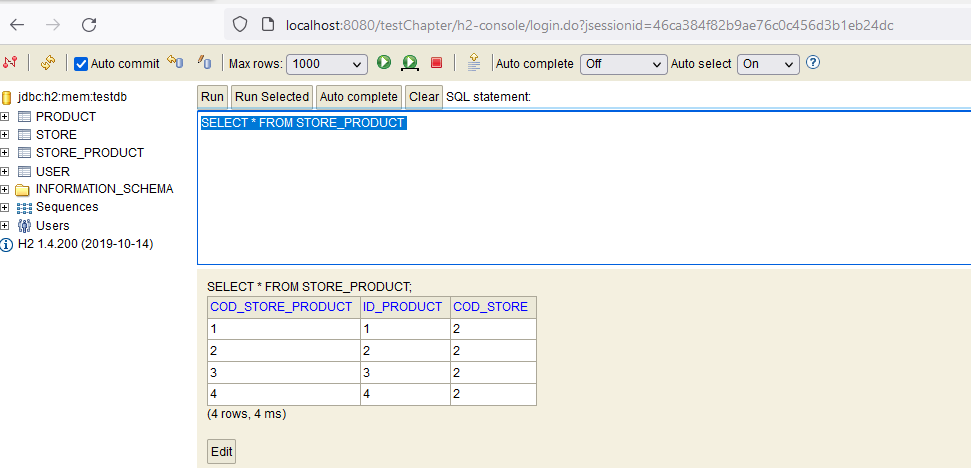 localhost:8080/testChapter/h2-console/login.do?jsessionid=46ca384f82b9ae76c0c456d3b1eb24dc
Auto commit Max rows: 1000 Auto complete Off Auto select On ?
jdbc:h2:mem:testdb
PRODUCT
STORE
STORE_PRODUCT
USER
INFORMATION_SCHEMA
Sequences
Users
H2 1.4.200 (2019-10-14)
Run Run Selected Auto complete Clear SQL statement:
SELECT * FROM STORE_PRODUCT
SELECT * FROM STORE_PRODUCT;
COD_STORE_PRODUCT ID_PRODUCT COD_STORE
1 1 2
2 2 2
3 3 2
4 4 2
(4 rows, 4 ms)
Edit